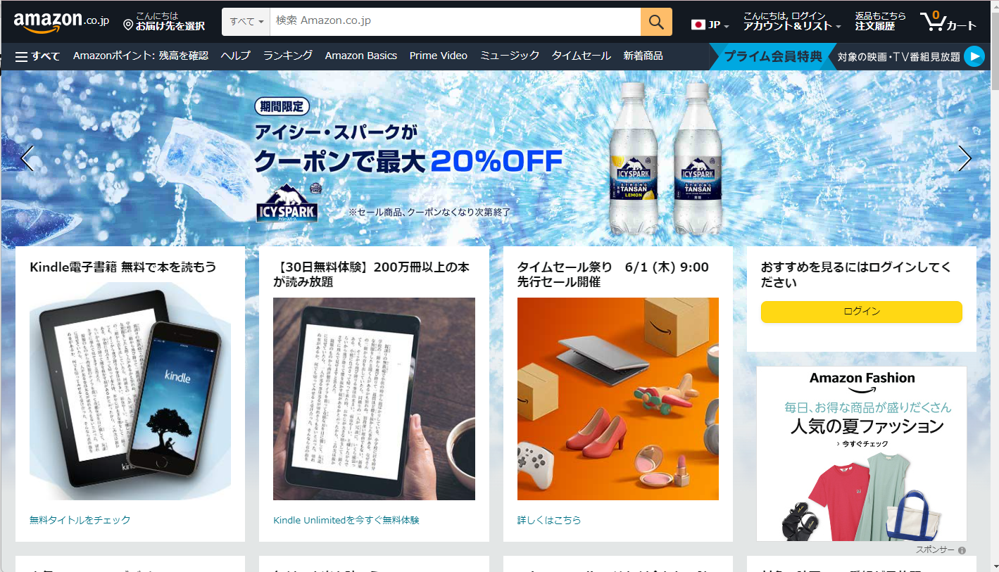 amazon.co.jp
こんにちは
お届け先を選択
すべて
検索 Amazon.co.jp
JP
こんにちは, ログイン
アカウント＆リスト
返品もこちら
注文履歴
0
カート
すべて
Amazonポイント: 残高を確認
ヘルプ
ランキング
Amazon Basics
Prime Video
ミュージック
タイムセール
新着商品
プライム会員特典
対象の映画・TV番組見放題
期間限定
アイシー・スパークが
クーポンで最大 20%OFF
ICY SPARK
アイシー・スパーク
※セール商品、クーポンなくなり次第終了
ICY SPARK
STRONG
TANSAN
LEMON
ICY SPARK
STRONG
TANSAN
無糖
Kindle電子書籍 無料で本を読もう
kindle
無料タイトルをチェック
【30日無料体験】200万冊以上の本
が読み放題
Kindle Unlimitedを今すぐ無料体験
タイムセール祭り　6/1 (木) 9:00
先行セール開催
詳しくはこちら
おすすめを見るにはログインしてく
ださい
ログイン
Amazon Fashion
毎日、お得な商品が盛りだくさん
人気の夏ファッション
› 今すぐチェック
スポンサー